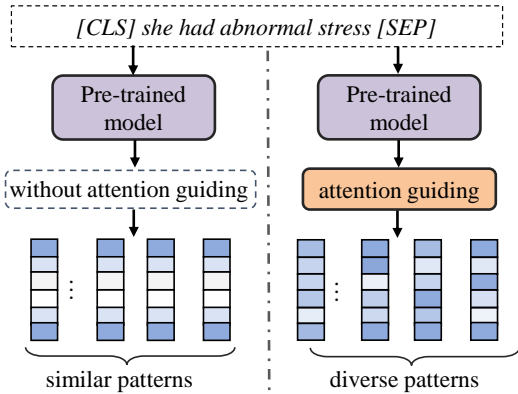 [CLS] she had abnormal stress [SEP]
Pre-trained
model
Pre-trained
model
without attention guiding
attention guiding
...
...
similar patterns
diverse patterns